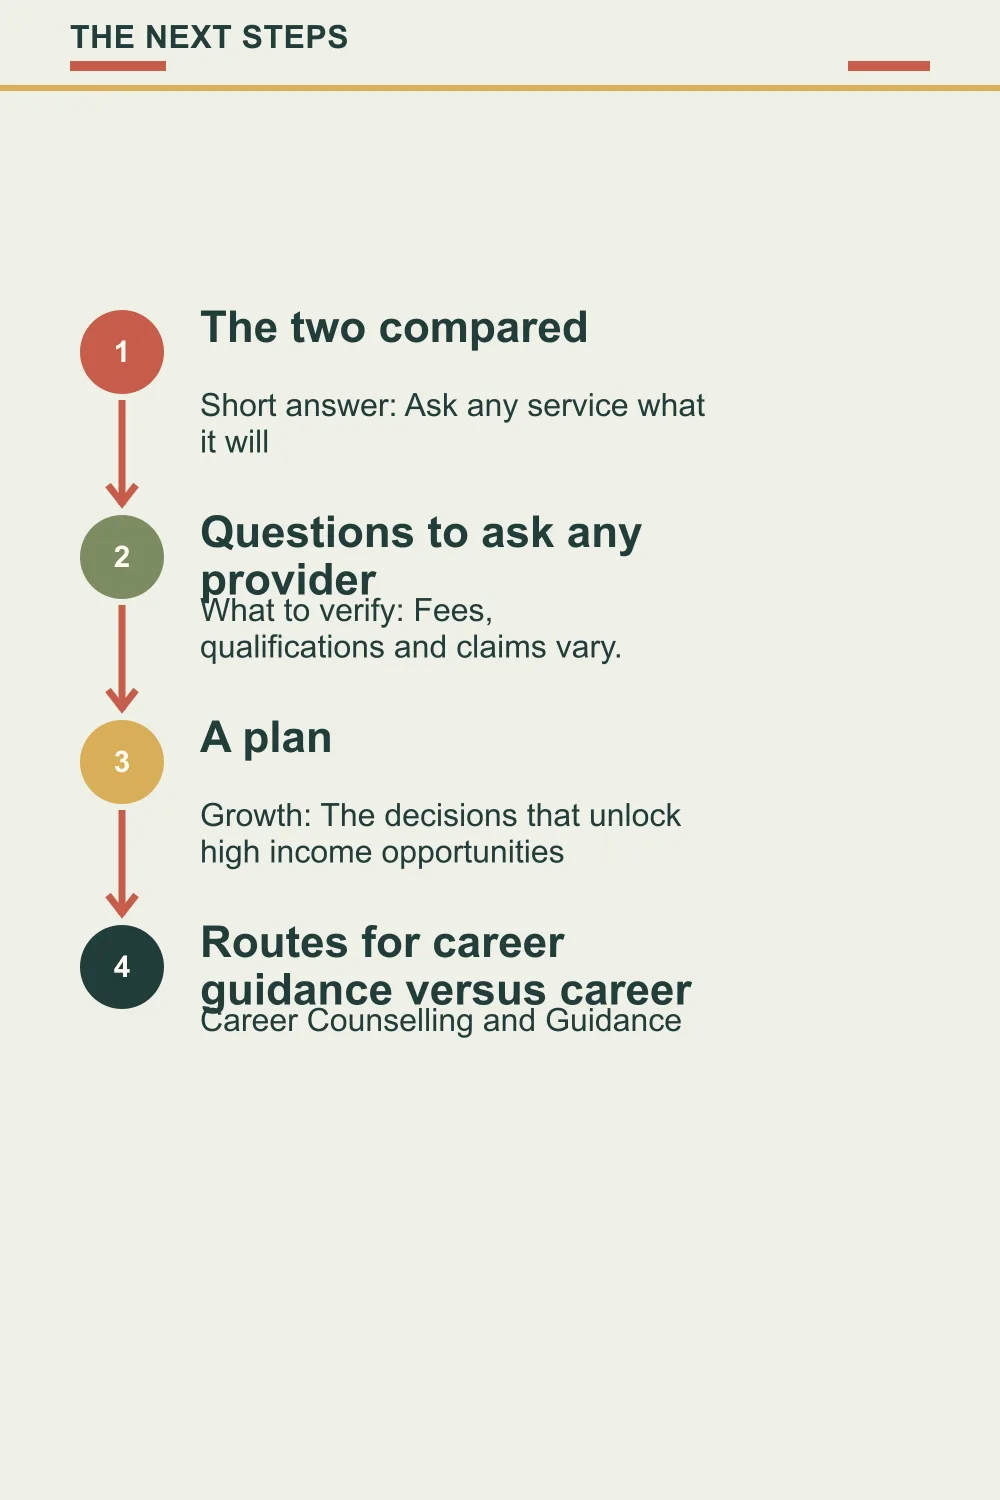 THE NEXT STEPS
1
The two compared
Short answer: Ask any service what
it will
2
Questions to ask any
provider
What to verify: Fees,
qualifications and claims vary.
3
A plan
Growth: The decisions that unlock
high income opportunities
4
Routes for career
guidance versus career
Career Counselling and Guidance